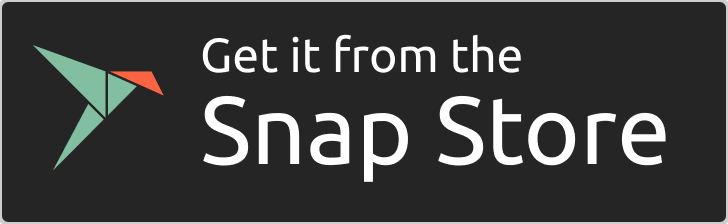 Get it from the
Snap Store